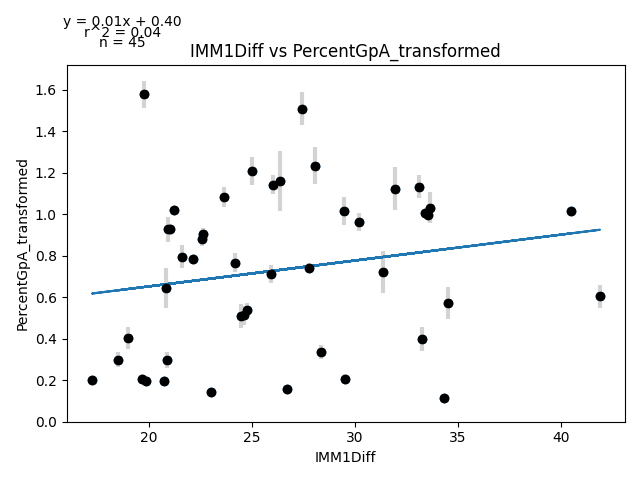 y = 0.01x + 0.40
r^2 = 0.04
n = 45
IMM1Diff vs PercentGpA_transformed
PercentGpA_transformed
1.6
1.4
1.2
1.0
0.8
0.6
0.4
0.2
0.0
20 25 30 35 40
IMM1Diff